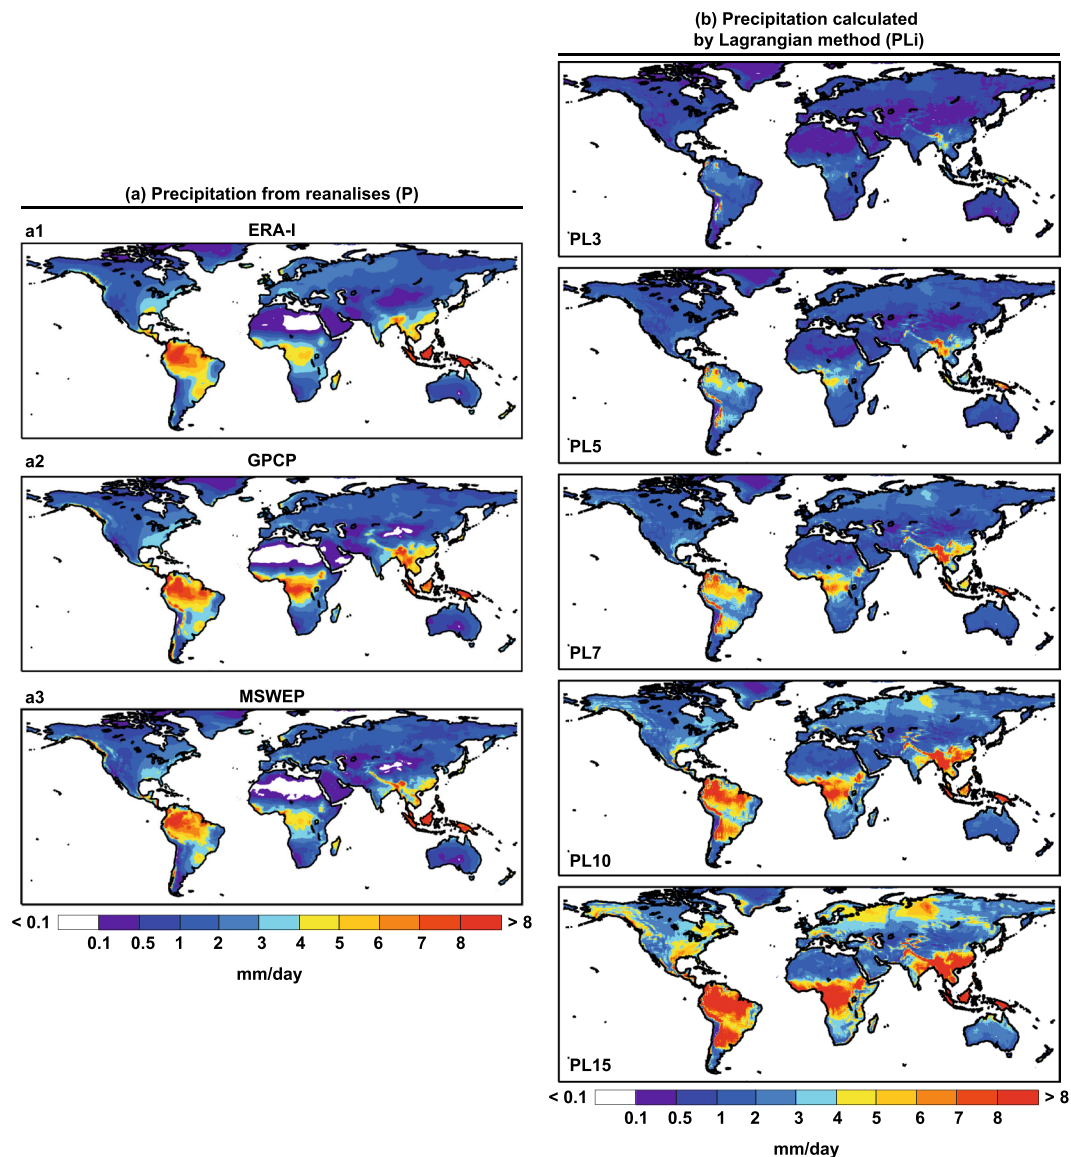 (a) Precipitation from reanalises (P)
a1
ERA-I
a2
GPCP
a3
MSWEP
< 0.1
> 8
0.1 0.5 1 2 3 4 5 6 7 8
mm/day
(b) Precipitation calculated
by Lagrangian method (PLi)
PL3
PL5
PL7
PL10
PL15
< 0.1
> 8
0.1 0.5 1 2 3 4 5 6 7 8
mm/day